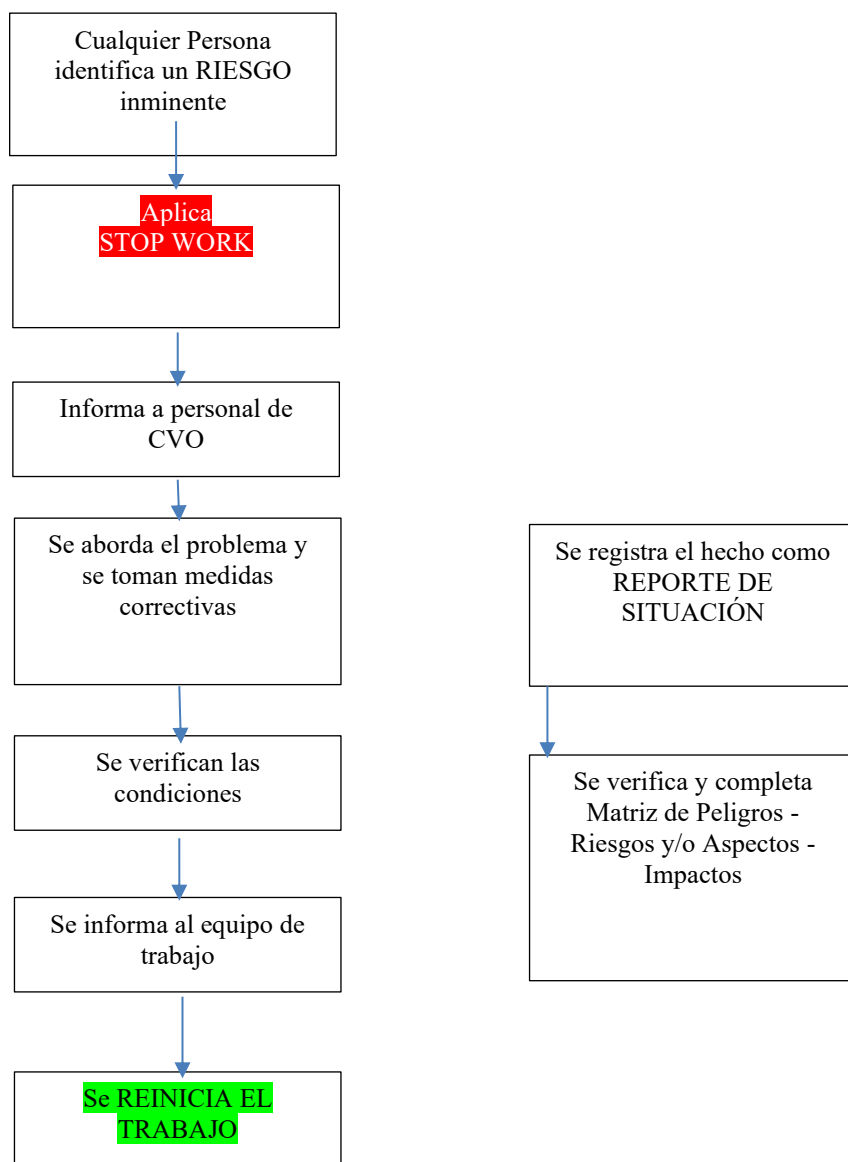 Cualquier Persona
identifica un RIESGO
inminente
Aplica
STOP WORK
Informa a personal de
CVO
Se aborda el problema y
se toman medidas
correctivas
Se verifican las
condiciones
Se informa al equipo de
trabajo
Se REINICIA EL
TRABAJO
Se registra el hecho como
REPORTE DE
SITUACIÓN
Se verifica y completa
Matriz de Peligros -
Riesgos y/o Aspectos -
Impactos